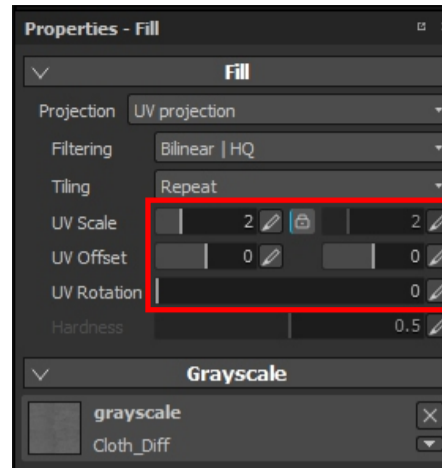 Properties - Fill
Fill
Projection UV projection
Filtering Bilinear | HQ
Tiling Repeat
UV Scale 2 2
UV Offset 0 0
UV Rotation 0
Hardness 0.5
Grayscale
grayscale
Cloth_Diff